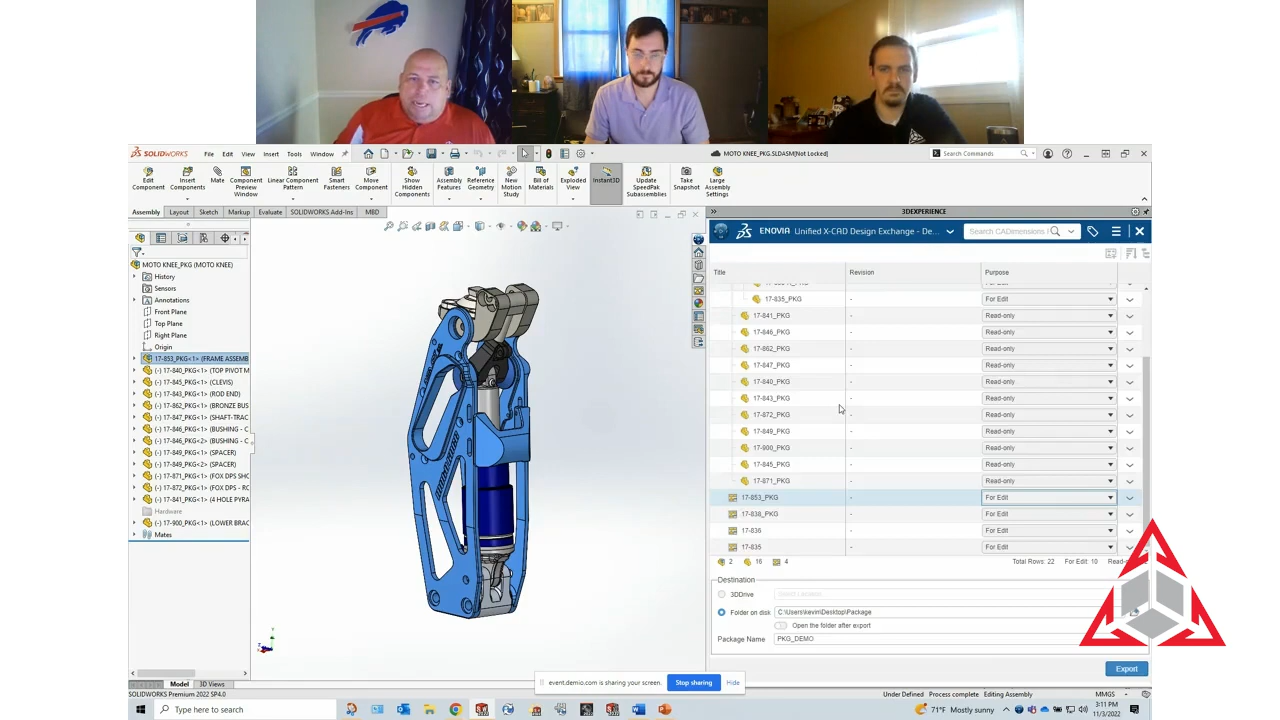 SOLIDWORKS File Edit View Insert Tools Window MOTO KNEE_PKG.SLDASM[Not Locked] Search Commands
Edit Component
Insert Components
Mate
Component Preview Window
Linear Component Pattern
Smart Fasteners
Move Component
Show Hidden Components
Assembly Features
Reference Geometry
New Motion Study
Bill of Materials
Exploded View
Instant3D
Update SpeedPak Subassemblies
Take Snapshot
Large Assembly Settings
Assembly Layout Sketch Markup Evaluate SOLIDWORKS Add-Ins MBD
MOTO KNEE_PKG (MOTO KNEE)
History
Sensors
Annotations
Front Plane
Top Plane
Right Plane
Origin
17-853_PKG<1> (FRAME ASSEMB
(-) 17-840_PKG<1> (TOP PIVOT M
(-) 17-845_PKG<1> (CLEVIS)
(-) 17-843_PKG<1> (ROD END)
(-) 17-862_PKG<1> (BRONZE BUS
(-) 17-847_PKG<1> (SHAFT-TRAC
(-) 17-846_PKG<1> (BUSHING - C
(-) 17-846_PKG<2> (BUSHING - C
(-) 17-849_PKG<1> (SPACER)
(-) 17-849_PKG<2> (SPACER)
(-) 17-871_PKG<1> (FOX DPS SHO
(-) 17-872_PKG<1> (FOX DPS - RO
(-) 17-841_PKG<1> (4 HOLE PYRA
Hardware
(-) 17-900_PKG<1> (LOWER BRAC
Mates
3DEXPERIENCE
ENOVIA Unified X-CAD Design Exchange - De... Search CADimensions
Title Revision Purpose
17-835_PKG - For Edit
17-841_PKG - Read-only
17-846_PKG - Read-only
17-862_PKG - Read-only
17-847_PKG - Read-only
17-840_PKG - Read-only
17-843_PKG - Read-only
17-872_PKG - Read-only
17-849_PKG - Read-only
17-900_PKG - Read-only
17-845_PKG - Read-only
17-871_PKG - Read-only
17-853_PKG - For Edit
17-838_PKG - For Edit
17-836 - For Edit
17-835 - For Edit
2 16 4 Total Rows: 22 For Edit: 10
Destination
3DDrive
Folder on disk C:\Users\kevim\Desktop\Package
Open the folder after export
Package Name PKG_DEMO
Export
Model 3D Views
event.demio.com is sharing your screen. Stop sharing Hide
SOLIDWORKS Premium 2022 SP4.0 Under Defined Process complete Editing Assembly MMGS
Type here to search 71°F Mostly sunny 3:11 PM
11/3/2022